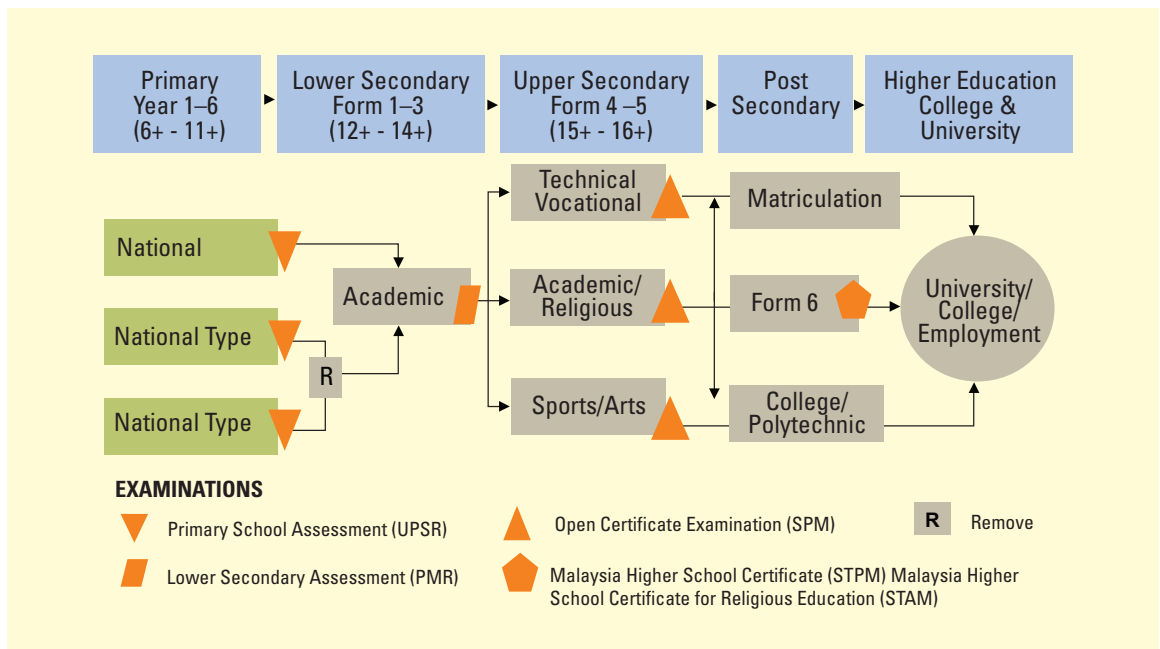 Primary
Year 1–6
(6+ - 11+)
Lower Secondary
Form 1–3
(12+ - 14+)
Upper Secondary
Form 4 –5
(15+ - 16+)
Post
Secondary
Higher Education
College &
University
National
National Type
National Type
R
Academic
Technical
Vocational
Academic/
Religious
Sports/Arts
Matriculation
Form 6
College/
Polytechnic
University/
College/
Employment
EXAMINATIONS
Primary School Assessment (UPSR)
Lower Secondary Assessment (PMR)
Open Certificate Examination (SPM)
Malaysia Higher School Certificate (STPM) Malaysia Higher
School Certificate for Religious Education (STAM)
R
Remove